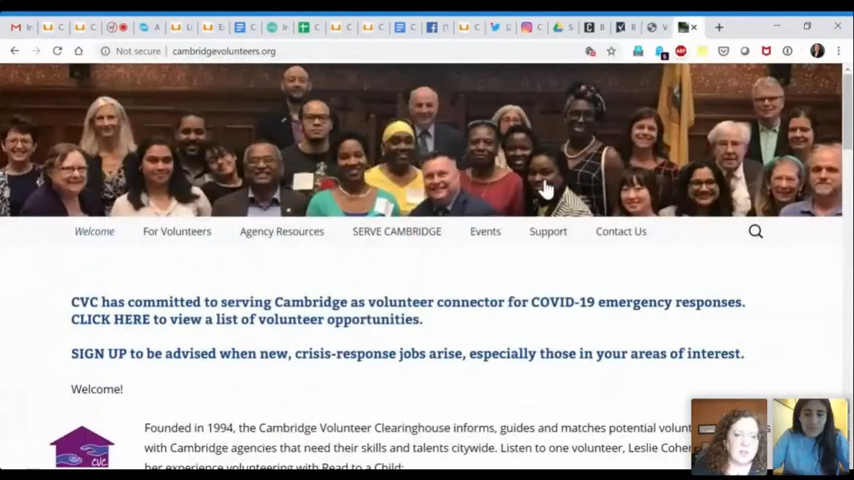 Not secure | cambridgevolunteers.org
Welcome For Volunteers Agency Resources SERVE CAMBRIDGE Events Support Contact Us
CVC has committed to serving Cambridge as volunteer connector for COVID-19 emergency responses.
CLICK HERE to view a list of volunteer opportunities.
SIGN UP to be advised when new, crisis-response jobs arise, especially those in your areas of interest.
Welcome!
Founded in 1994, the Cambridge Volunteer Clearinghouse informs, guides and matches potential
with Cambridge agencies that need their skills and talents citywide. Listen to one volunteer, Leslie
her experience volunteering with Read to a Child:
CVC